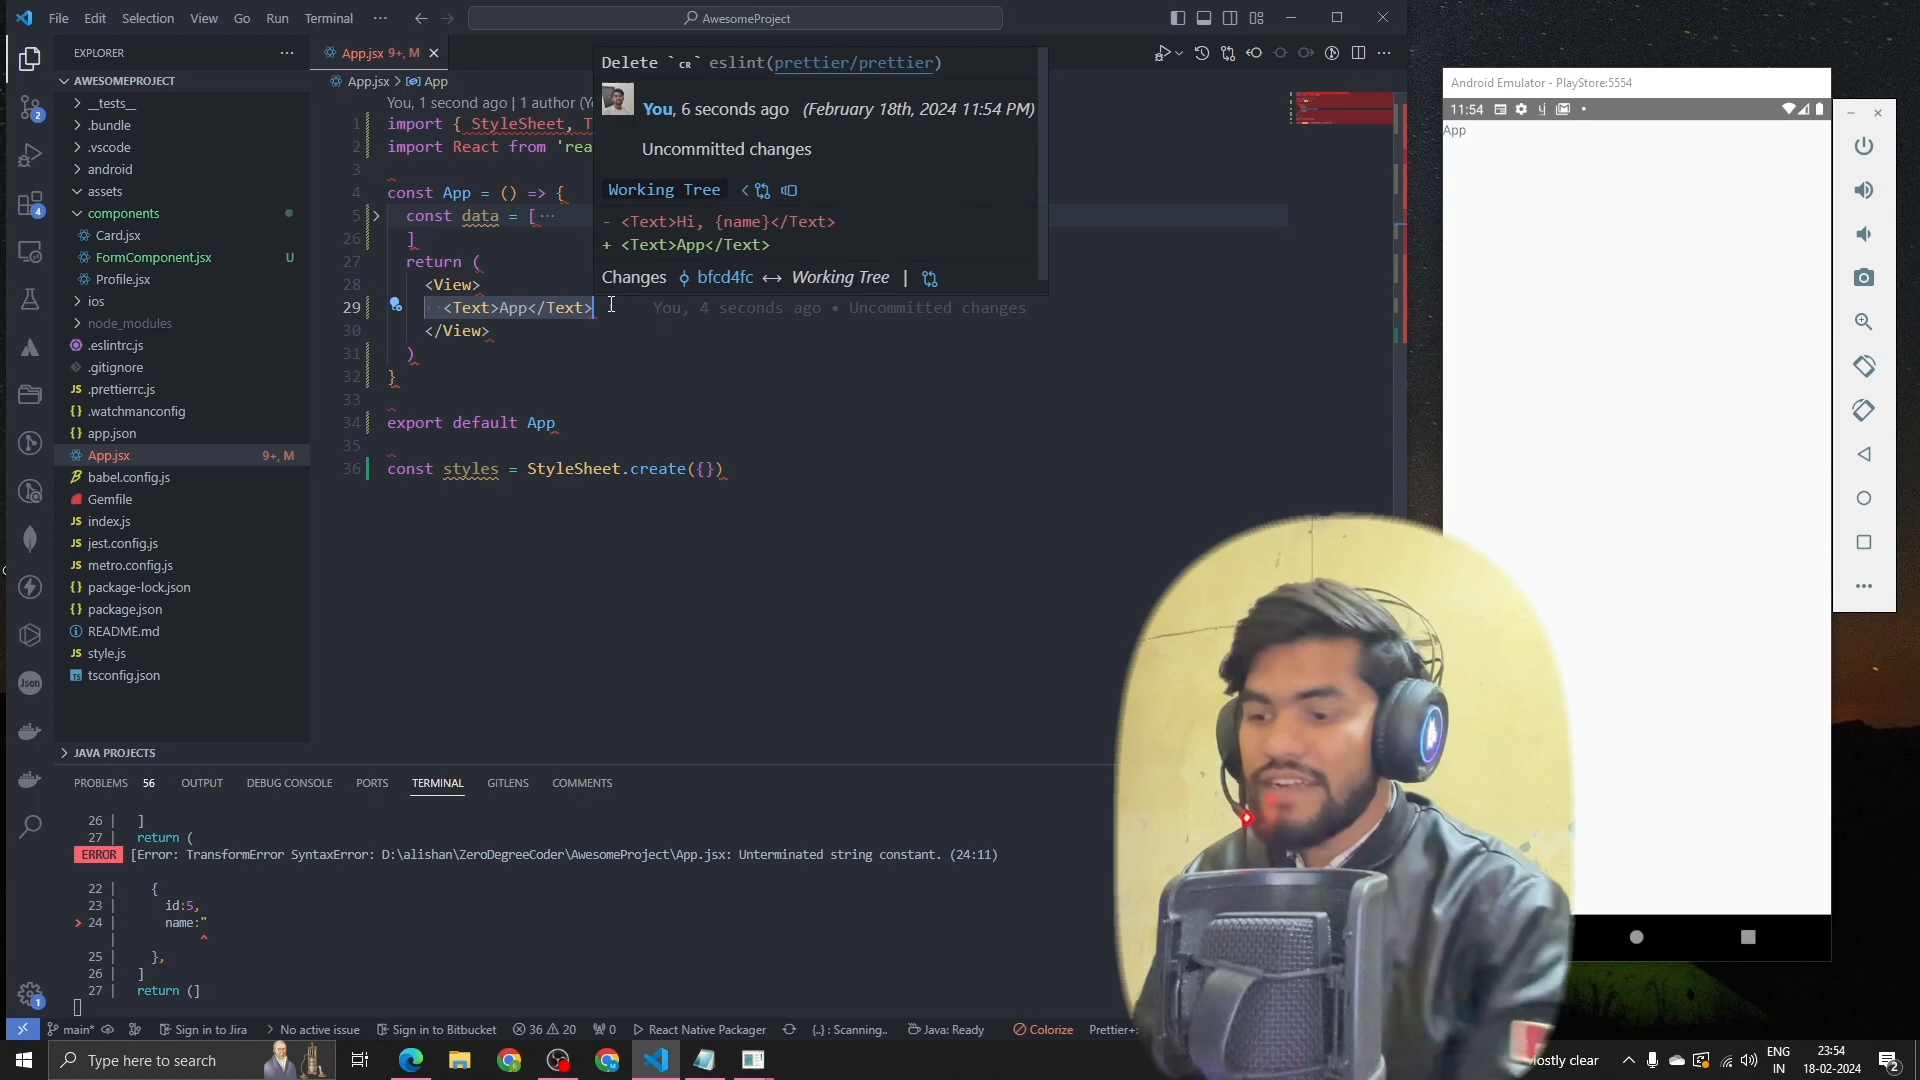 File Edit Selection View Go Run Terminal ··· AwesomeProject
EXPLORER
AWESOMEPROJECT
__tests__
.bundle
.vscode
android
assets
components
Card.jsx
FormComponent.jsx U
Profile.jsx
ios
node_modules
.eslintrc.js
.gitignore
.prettierrc.js
.watchmanconfig
app.json
App.jsx 9+, M
babel.config.js
Gemfile
index.js
jest.config.js
metro.config.js
package-lock.json
package.json
README.md
style.js
tsconfig.json
JAVA PROJECTS
App.jsx 9+, M
App.jsx > App
You, 1 second ago | 1 author (Yo
1 import { StyleSheet, T
2 import React from 'rea
3
4 const App = () => {
5 const data = [ ···
26 ]
27 return (
28 <View>
29 <Text>App</Text> You, 4 seconds ago • Uncommitted changes
30 </View>
31 )
32 }
33
34 export default App
35
36 const styles = StyleSheet.create({})
Delete `␍` eslint(prettier/prettier)
You, 6 seconds ago (February 18th, 2024 11:54 PM)
Uncommitted changes
Working Tree
- <Text>Hi, {name}</Text>
+ <Text>App</Text>
Changes bfcd4fc ↔ Working Tree |
PROBLEMS 56 OUTPUT DEBUG CONSOLE PORTS TERMINAL GITLENS COMMENTS
26 | ]
27 | return (
ERROR [Error: TransformError SyntaxError: D:\alishan\ZeroDegreeCoder\AwesomeProject\App.jsx: Unterminated string constant. (24:11)
22 | {
23 | id:5,
> 24 | name:"
| ^
25 | },
26 | ]
27 | return (]
main* Sign in to Jira No active issue Sign in to Bitbucket 36 20 0 React Native Packager {..} : Scanning.. Java: Ready Colorize Prettier+:
Android Emulator - PlayStore:5554
11:54
App
2
4
Json
1
Type here to search
ostly clear
ENG
IN
23:54
18-02-2024
2